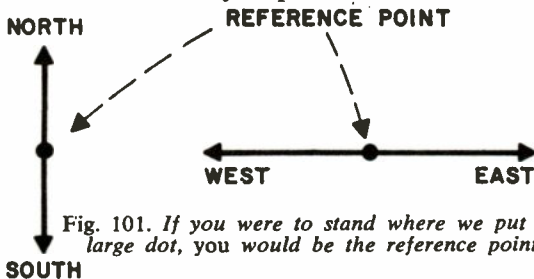 REFERENCE POINT
NORTH
WEST
EAST
Fig. 101. If you were to stand where we put
large dot, you would be the reference point
SOUTH